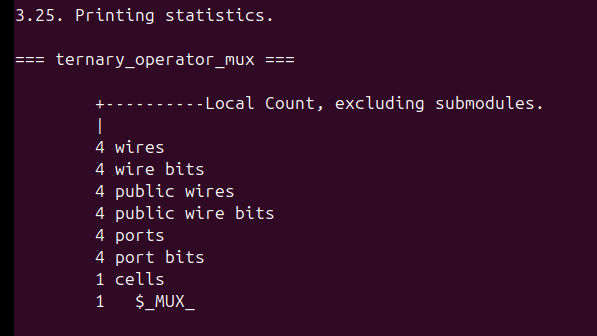 3.25. Printing statistics.
=== ternary_operator_mux ===
+----------Local Count, excluding submodules.
|
4 wires
4 wire bits
4 public wires
4 public wire bits
4 ports
4 port bits
1 cells
1   $_MUX_